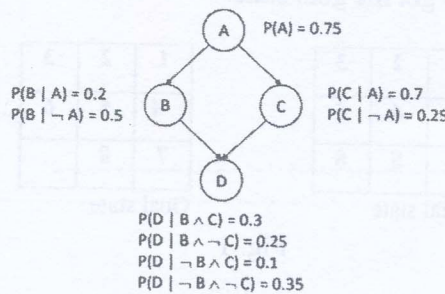 A
P(A) = 0.75
P(B | A) = 0.2
P(B | ¬ A) = 0.5
B
C
P(C | A) = 0.7
P(C | ¬ A) = 0.25
D
P(D | B ∧ C) = 0.3
P(D | B ∧ ¬ C) = 0.25
P(D | ¬ B ∧ C) = 0.1
P(D | ¬ B ∧ ¬ C) = 0.35